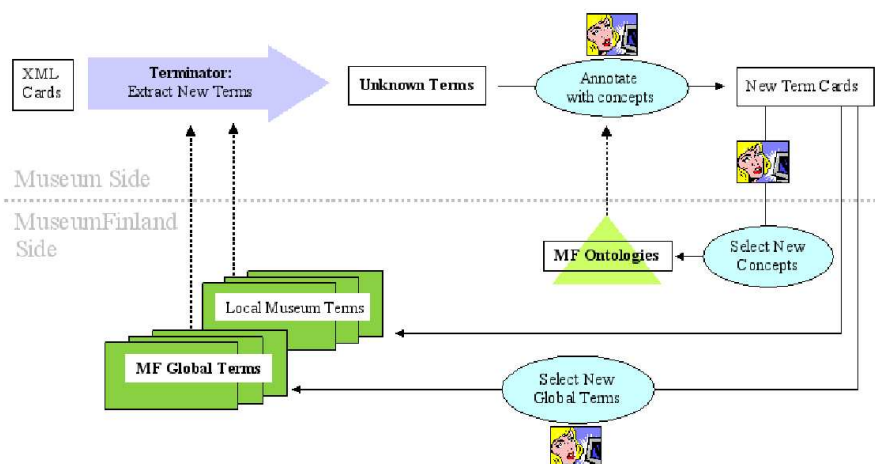 XML
Cards
Terminator:
Extract New Terms
Unknown Terms
Annotate
with concepts
New Term Cards
Museum Side
MuseumFinland
Side
MF Ontologies
Select New
Concepts
Local Museum Terms
MF Global Terms
Select New
Global Terms